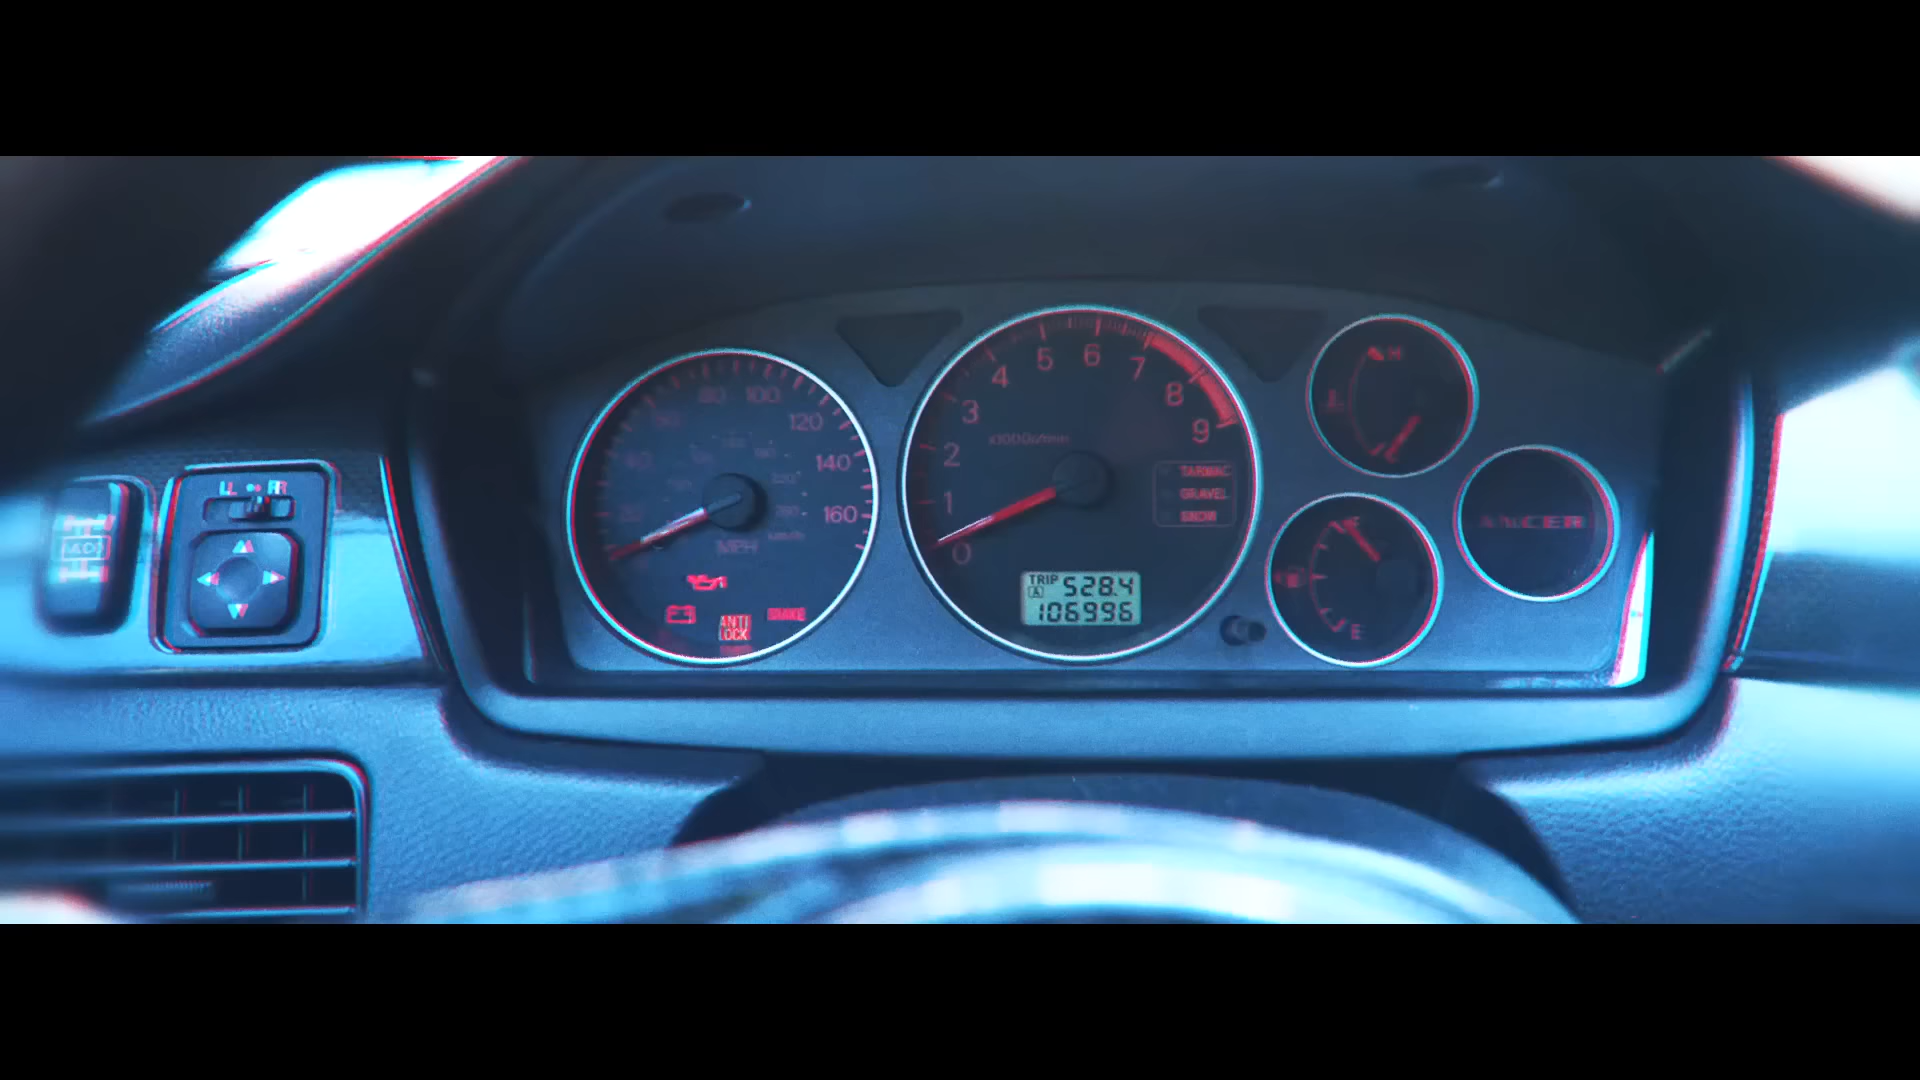 L R
80 100
120
140
160
MPH
ANTI
LOCK
BRAKE
0
1
2
3
4
5
6
7
8
9
x1000r/min
TARMAC
GRAVEL
SNOW
TRIP
A 528.4
106996
H
F
E